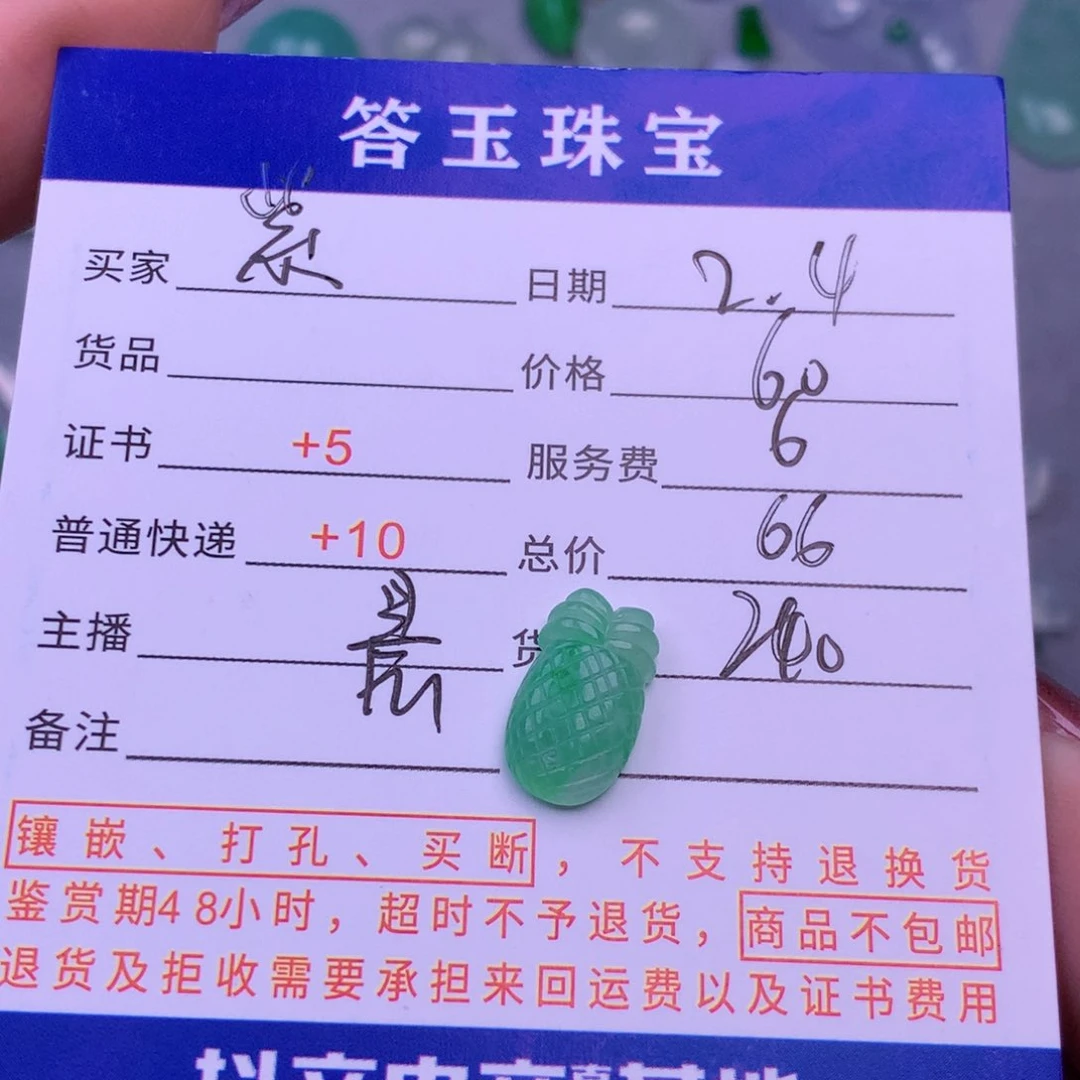 答玉珠宝
买家 紫 日期 2.4
货品 价格 60
证书 +5 服务费 6
普通快递 +10 总价 66
主播 货
备注
镶嵌、打孔、买断，不支持退换货
鉴赏期48小时，超时不予退货，商品不包邮
退货及拒收需要承担来回运费以及证书费用